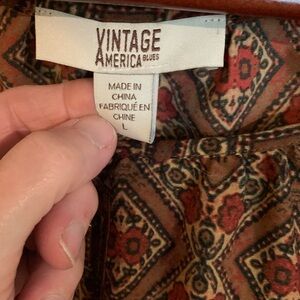 VINTAGE
AMERICA BLUES
MADE IN
CHINA
FABRIQUÉ EN
CHINE
L